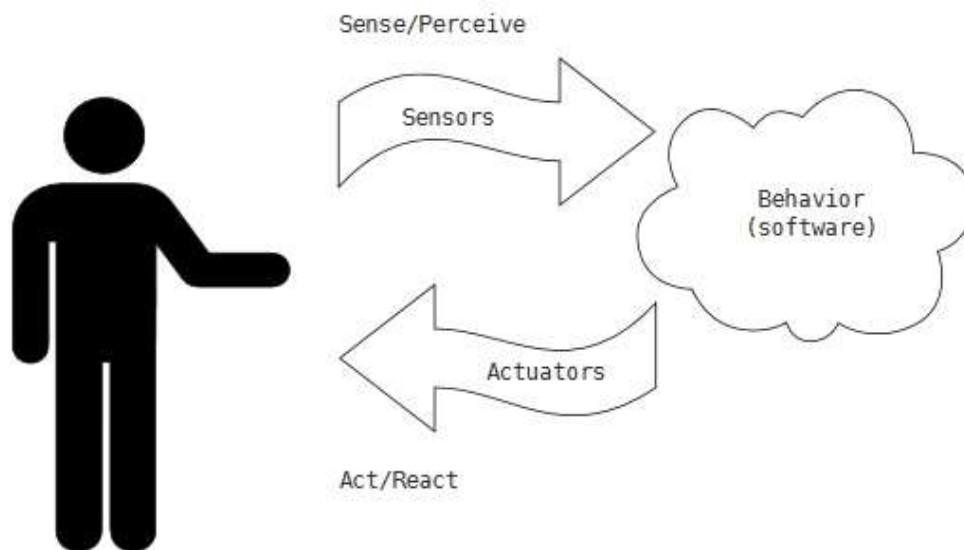 Sense/Perceive
Sensors
Behavior
(software)
Actuators
Act/React